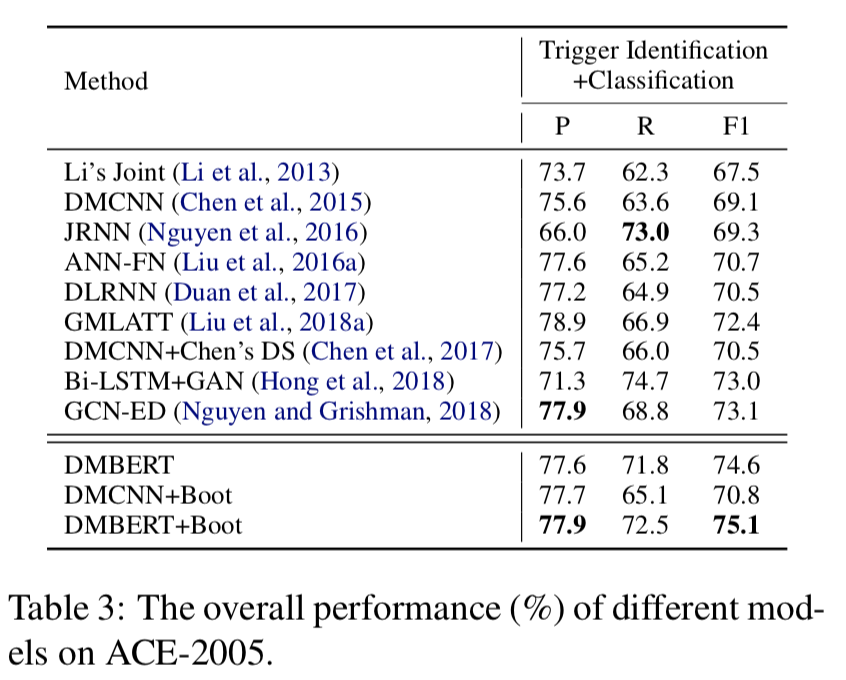 Method
Trigger Identification
+Classification
P R F1
Li's Joint (Li et al., 2013) 73.7 62.3 67.5
DMCNN (Chen et al., 2015) 75.6 63.6 69.1
JRNN (Nguyen et al., 2016) 66.0 73.0 69.3
ANN-FN (Liu et al., 2016a) 77.6 65.2 70.7
DLRNN (Duan et al., 2017) 77.2 64.9 70.5
GMLATT (Liu et al., 2018a) 78.9 66.9 72.4
DMCNN+Chen's DS (Chen et al., 2017) 75.7 66.0 70.5
Bi-LSTM+GAN (Hong et al., 2018) 71.3 74.7 73.0
GCN-ED (Nguyen and Grishman, 2018) 77.9 68.8 73.1
DMBERT 77.6 71.8 74.6
DMCNN+Boot 77.7 65.1 70.8
DMBERT+Boot 77.9 72.5 75.1
Table 3: The overall performance (%) of different mod-
els on ACE-2005.